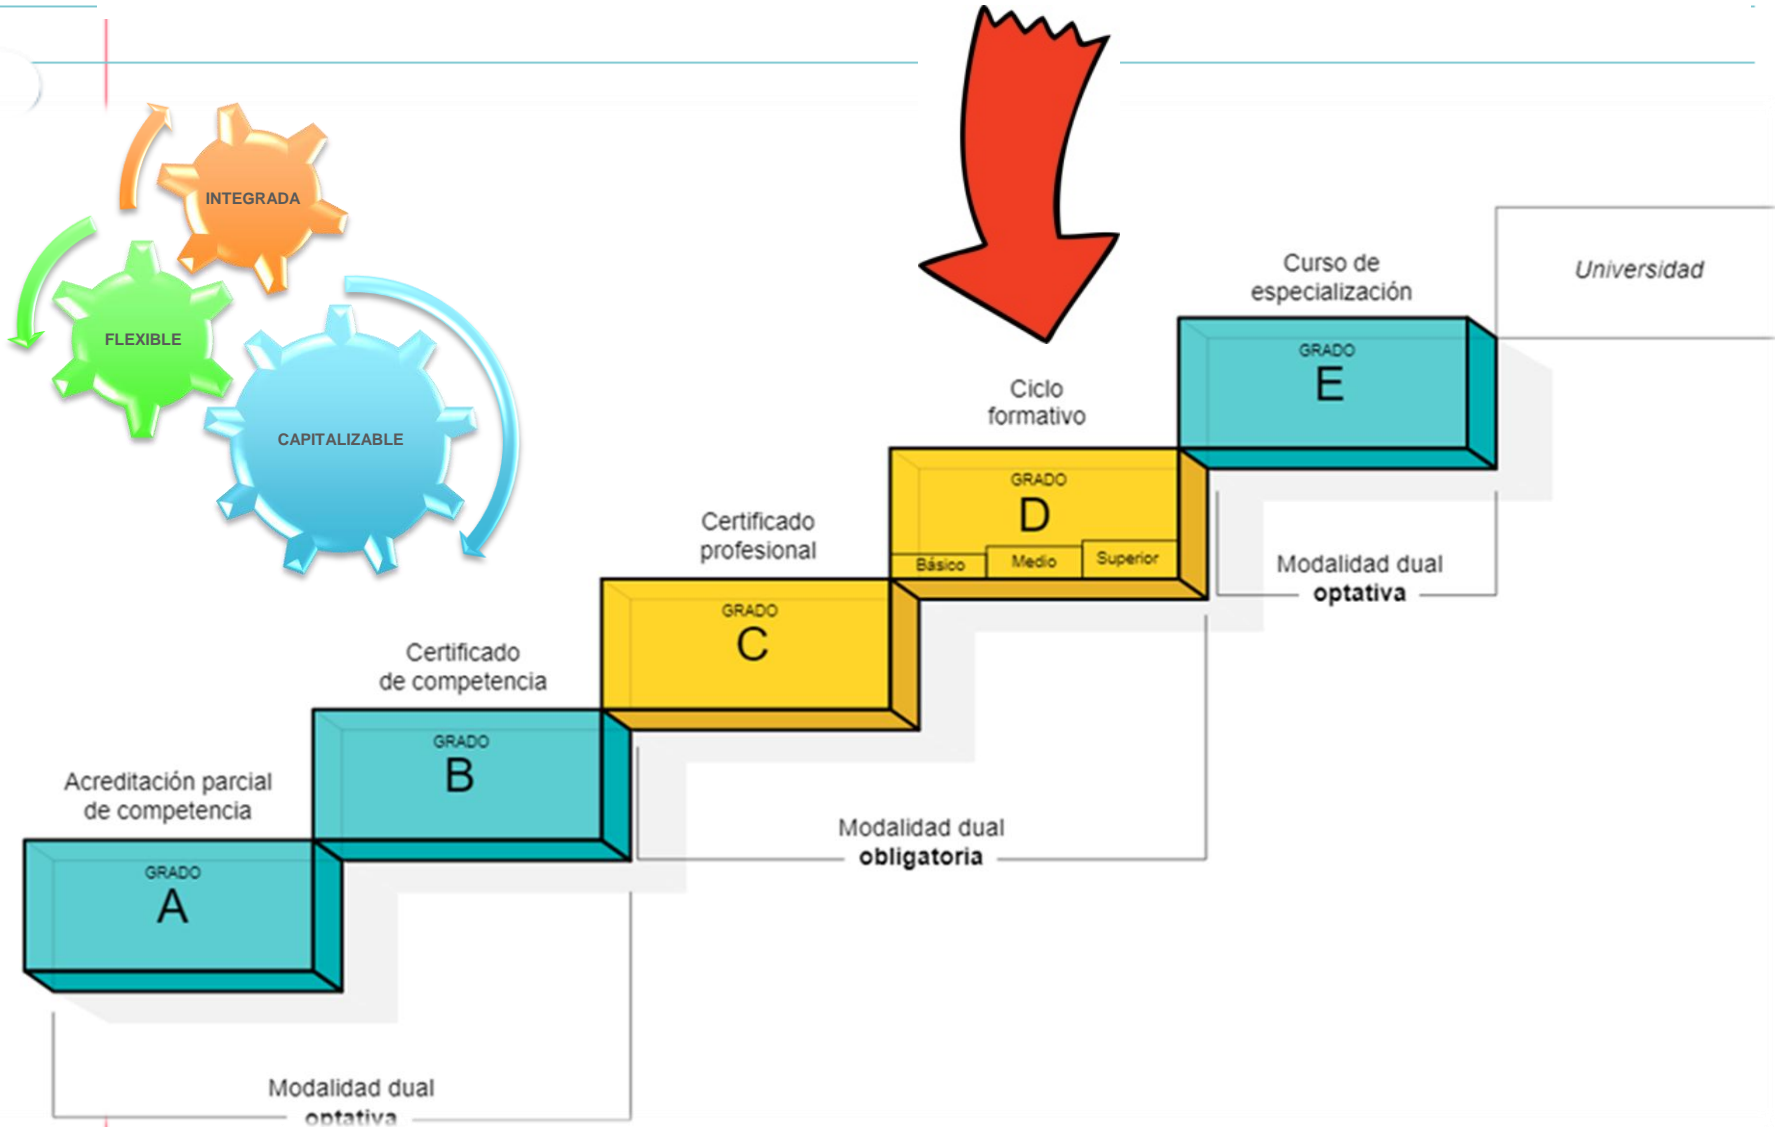 INTEGRADA
FLEXIBLE
CAPITALIZABLE
Universidad
Curso de
especialización
GRADO
E
Modalidad dual
optativa
Ciclo
formativo
GRADO
D
Básico
Medio
Superior
Certificado
profesional
GRADO
C
Modalidad dual
obligatoria
Certificado
de competencia
GRADO
B
Acreditación parcial
de competencia
GRADO
A
Modalidad dual
optativa